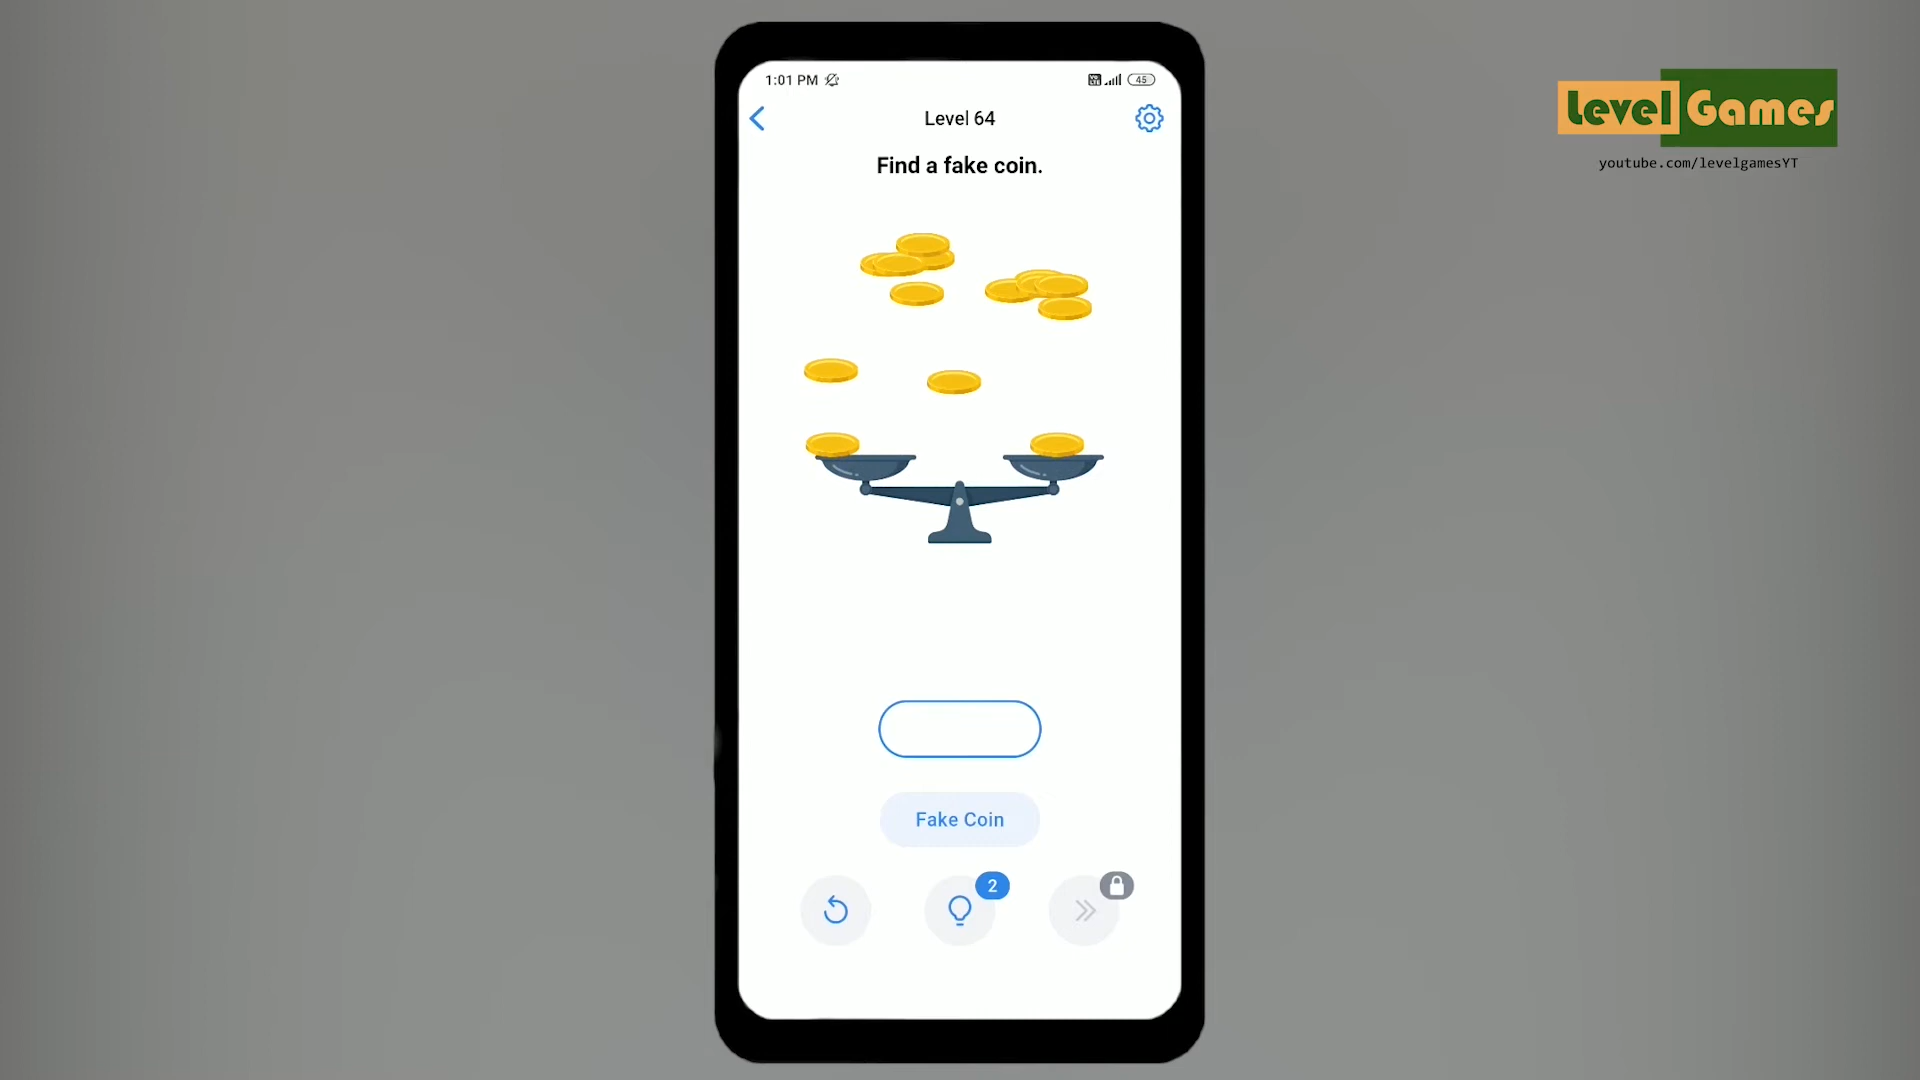 1:01 PM
45
Level 64
Find a fake coin.
Fake Coin
2
Level Games
youtube.com/levelgamesYT